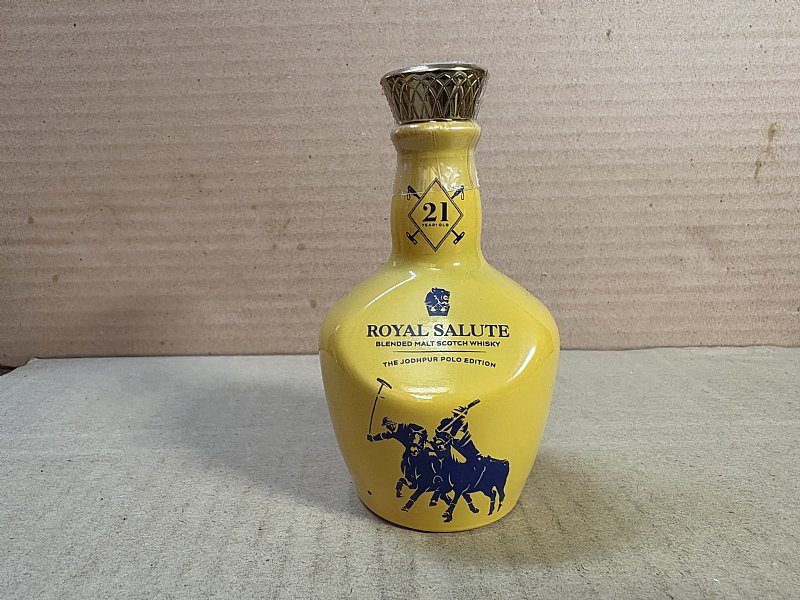 21
YEARS OLD
ROYAL SALUTE
BLENDED MALT SCOTCH WHISKY
THE JODHPUR POLO EDITION